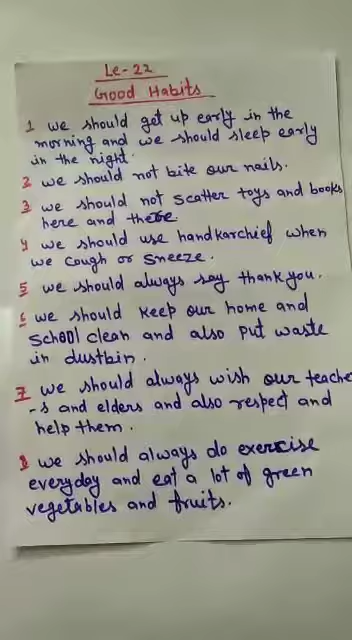 Le-22
Good Habits
1 we should got up early in the
morning and we should sleep early
in the night.
2 we should not bite our nails.
3 we should not scatter toys and books
here and there.
4 we should use handkarchief when
we cough or sneeze.
5 we should always say thank you.
6 we should keep our home and
school clean and also put waste
in dustbin.
7 we should always wish our teache
-s and elders and also respect and
help them.
8 we should always do exercise
everyday and eat a lot of green
vegetables and fruits.